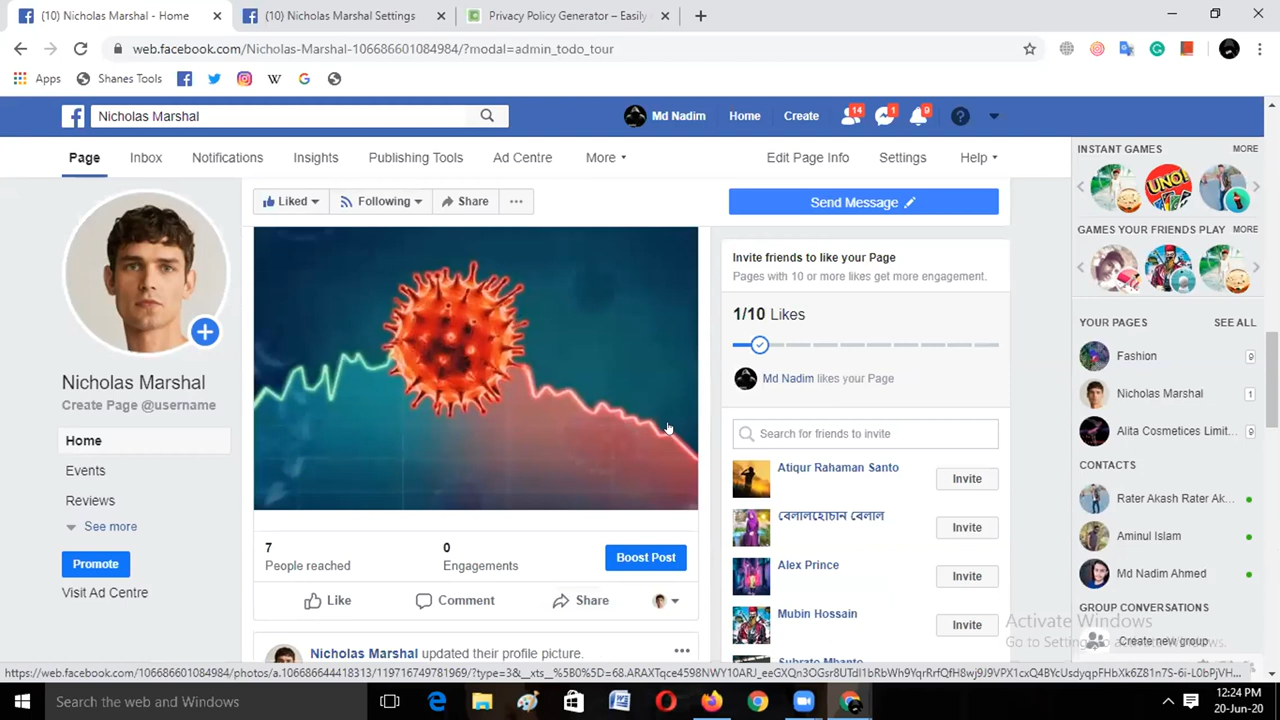 (10) Nicholas Marshal - Home
(10) Nicholas Marshal Settings
Privacy Policy Generator – Easily
web.facebook.com/Nicholas-Marshal-106686601084984/?modal=admin_todo_tour
Apps
Shanes Tools
Nicholas Marshal
Md Nadim
Home
Create
14
1
9
Page
Inbox
Notifications
Insights
Publishing Tools
Ad Centre
More
Edit Page Info
Settings
Help
Liked
Following
Share
Send Message
Nicholas Marshal
Create Page @username
Home
Events
Reviews
See more
Promote
Visit Ad Centre
7
People reached
0
Engagements
Boost Post
Like
Comment
Share
Nicholas Marshal updated their profile picture.
Invite friends to like your Page
Pages with 10 or more likes get more engagement.
1/10 Likes
Md Nadim likes your Page
Search for friends to invite
Atiqur Rahaman Santo
Invite
বেলালহোচান বেলাল
Invite
Alex Prince
Invite
Mubin Hossain
Invite
INSTANT GAMES
MORE
UNO!
GAMES YOUR FRIENDS PLAY
MORE
YOUR PAGES
SEE ALL
Fashion
9
Nicholas Marshal
1
Alita Cosmetices Limit...
9
CONTACTS
Rater Akash Rater Ak...
Aminul Islam
Md Nadim Ahmed
GROUP CONVERSATIONS
Create new group
Activate Windows
Go to Settings to activate Windows.
Search the web and Windows
12:24 PM
20-Jun-20